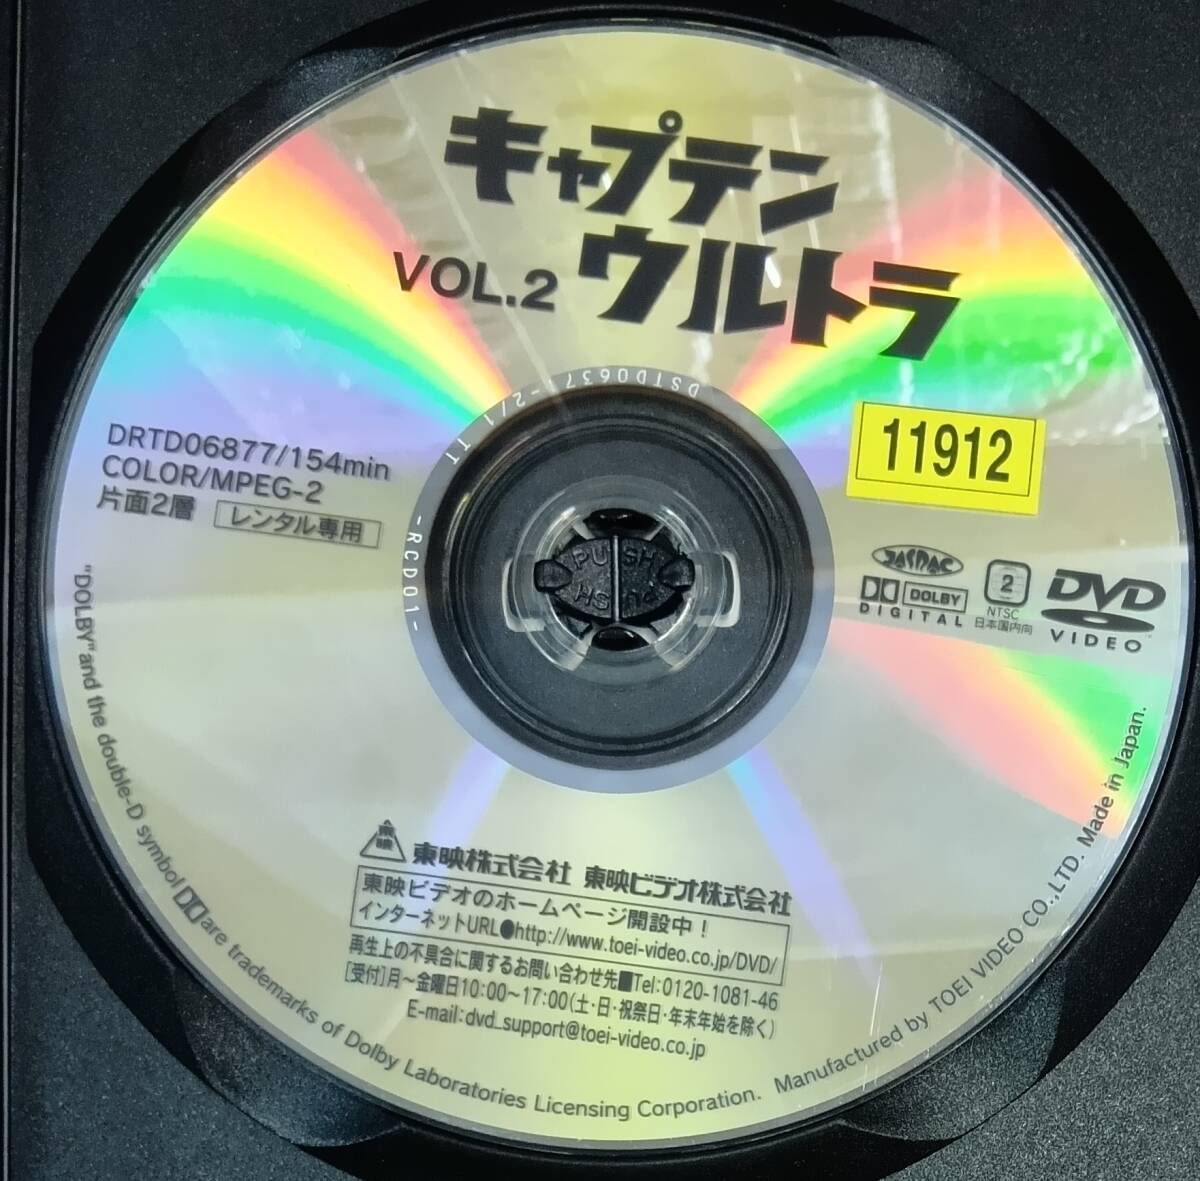 キャプテン
ウルトラ
VOL.2
DSTD06371-2/1 TT
-RCD01-
DRTD06877/154min
COLOR/MPEG-2
片面2層 レンタル専用
11912
JASRAC
DOLBY
DIGITAL
2
NTSC
日本国内向
DVD
VIDEO
PUSH
PUSH
東映
東映株式会社 東映ビデオ株式会社
東映ビデオのホームページ開設中!
インターネットURL●http://www.toei-video.co.jp/DVD/
再生上の不具合に関するお問い合わせ先■Tel:0120-1081-46
[受付]月〜金曜日10:00〜17:00(土・日・祝祭日・年末年始を除く)
E-mail:dvd_support@toei-video.co.jp
"DOLBY" and the double-D symbol are trademarks of Dolby Laboratories Licensing Corporation. Manufactured by TOEI VIDEO CO.,LTD. Made in Japan.